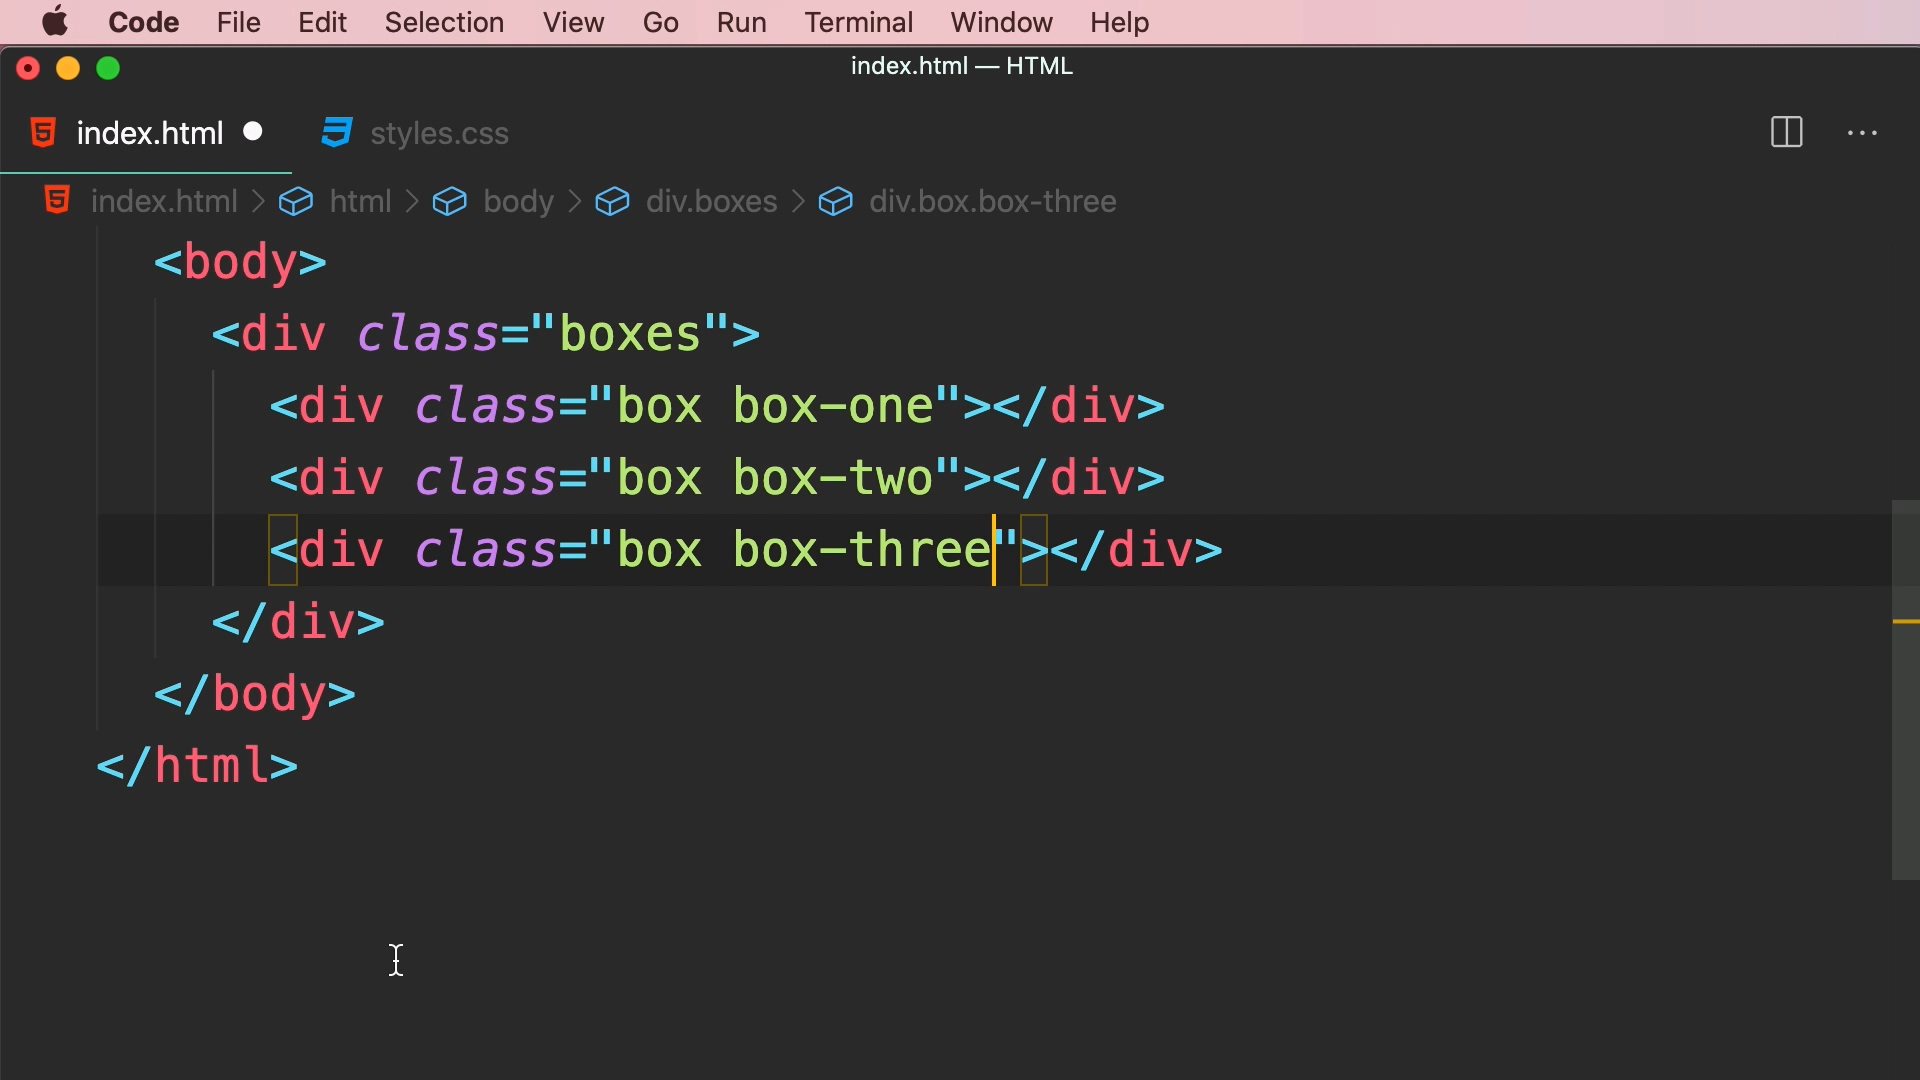 Code File Edit Selection View Go Run Terminal Window Help
index.html — HTML
index.html styles.css
index.html > html > body > div.boxes > div.box.box-three
<body>
<div class="boxes">
<div class="box box-one"></div>
<div class="box box-two"></div>
<div class="box box-three"></div>
</div>
</body>
</html>